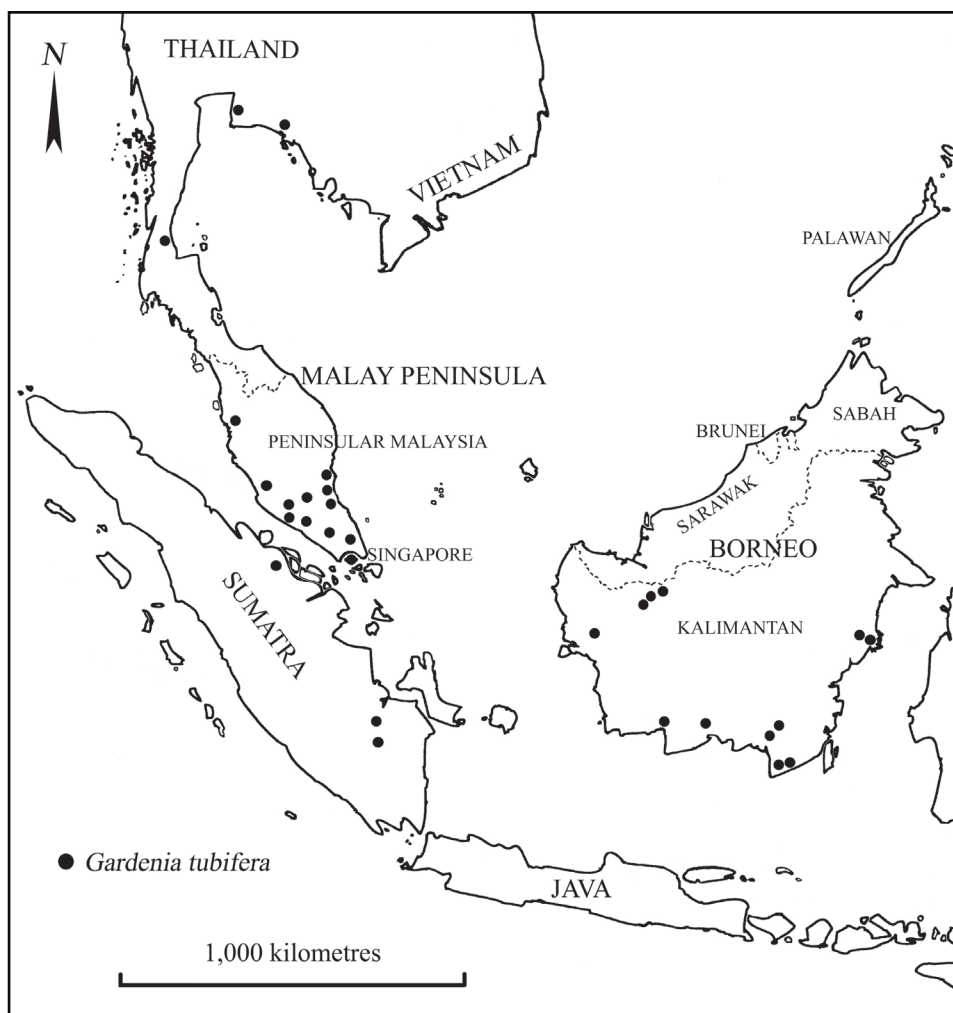 THAILAND
N
VIETNAM
PALAWAN
MALAY PENINSULA
SABAH
BRUNEI
PENINSULAR MALAYSIA
SARAWAK
BORNEO
SINGAPORE
SUMATRA
KALIMANTAN
Gardenia tubifera
JAVA
1,000 kilometres